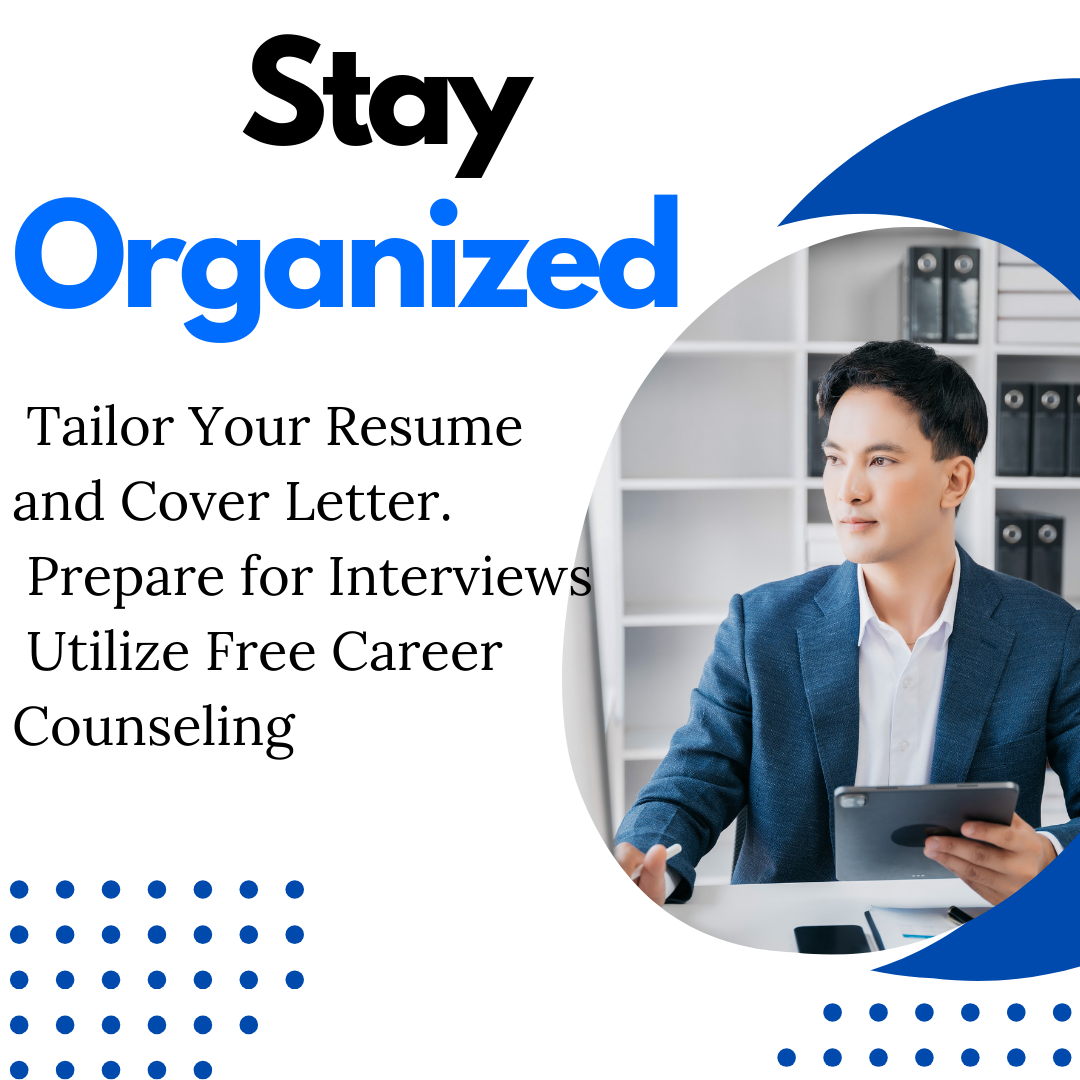 Stay
Organized
Tailor Your Resume
and Cover Letter.
Prepare for Interviews
Utilize Free Career
Counseling